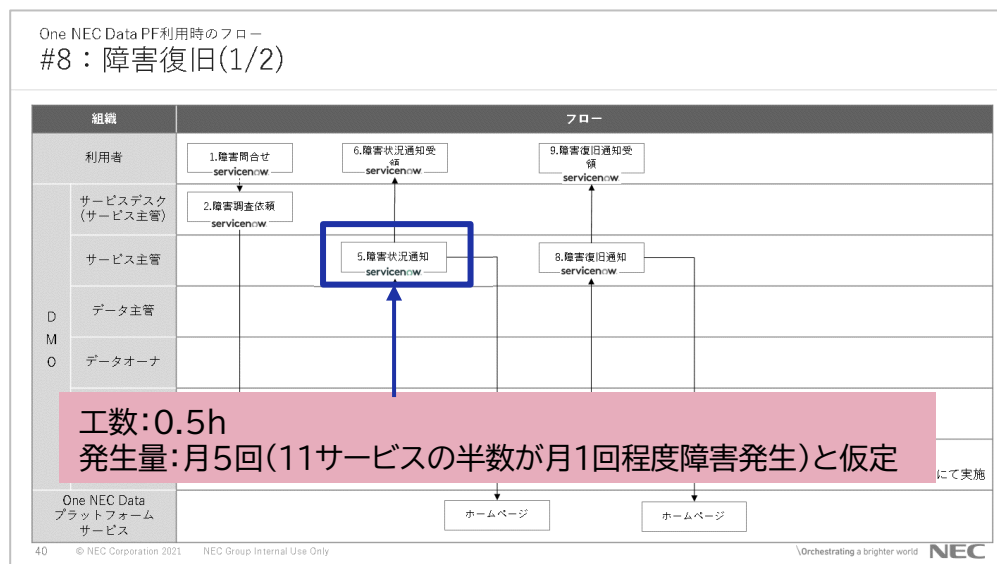 One NEC Data PF利用時のフロー
#8：障害復旧(1/2)
組織
フロー
利用者
1.障害問合せ
servicenow
6.障害状況通知受
領
servicenow
9.障害復旧通知受
領
servicenow
サービスデスク
(サービス主管)
2.障害調査依頼
servicenow
サービス主管
5.障害状況通知
servicenow
8.障害復旧通知
servicenow
データ主管
D
M
O
データオーナ
工数：0.5h
発生量：月5回(11サービスの半数が月1回程度障害発生)と仮定
にて実施
One NEC Data
プラットフォーム
サービス
ホームページ
ホームページ
40 © NEC Corporation 2021 NEC Group Internal Use Only
\Orchestrating a brighter world NEC